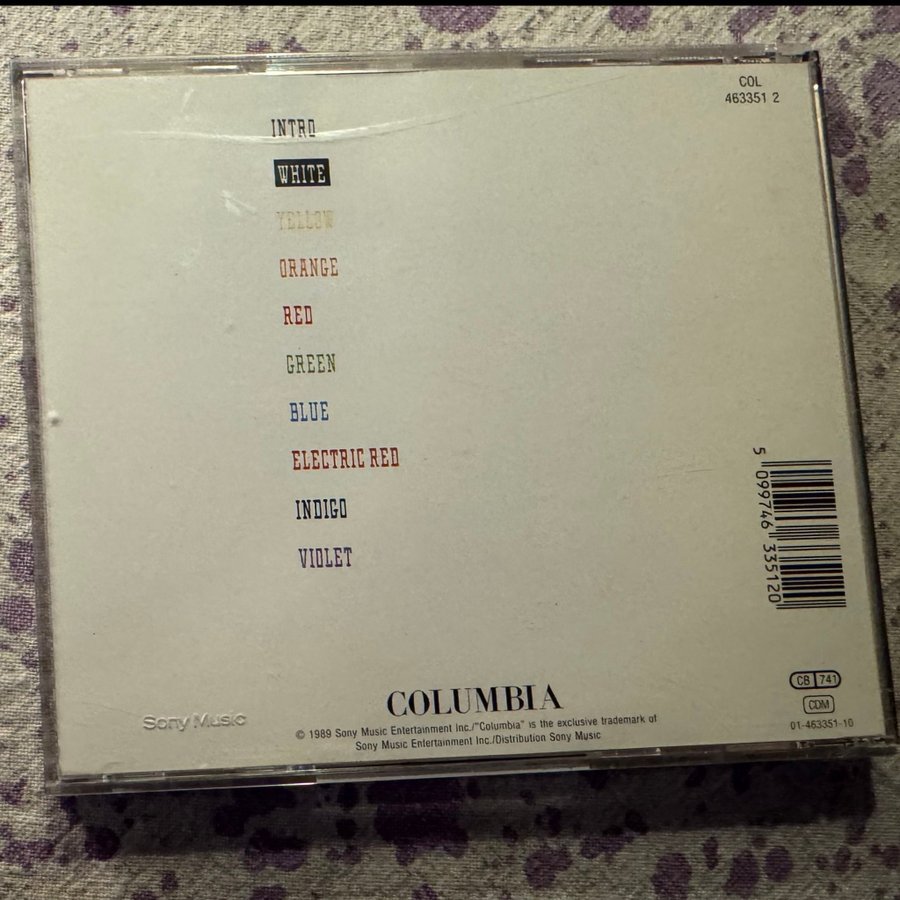 COL
463351 2
INTRO
WHITE
YELLOW
ORANGE
RED
GREEN
BLUE
ELECTRIC RED
INDIGO
VIOLET
5 099746 335120
COLUMBIA
Sony Music
© 1989 Sony Music Entertainment Inc./"Columbia" is the exclusive trademark of
Sony Music Entertainment Inc./Distribution Sony Music
CB 741
CDM
01-463351-10